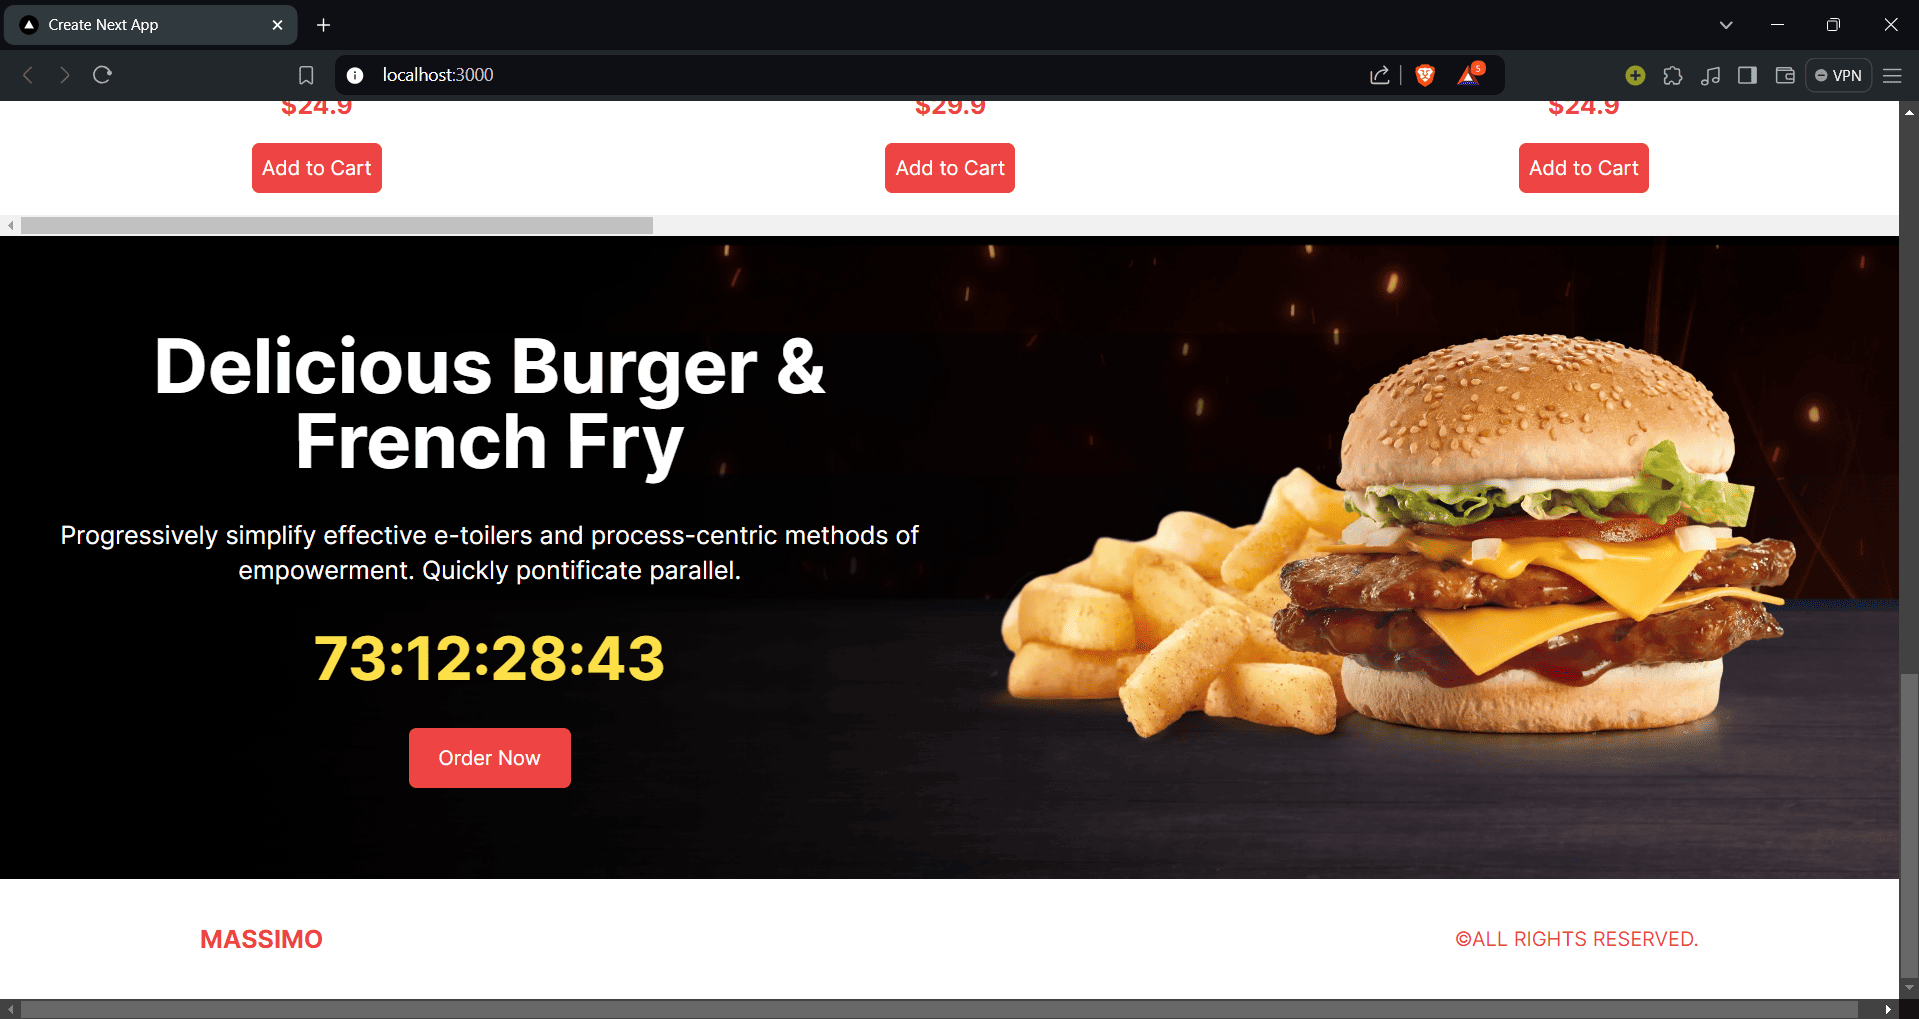 Create Next App
localhost:3000
5
VPN
$24.9
$29.9
$24.9
Add to Cart
Add to Cart
Add to Cart
Delicious Burger &
French Fry
Progressively simplify effective e-toilers and process-centric methods of
empowerment. Quickly pontificate parallel.
73:12:28:43
Order Now
MASSIMO
©ALL RIGHTS RESERVED.